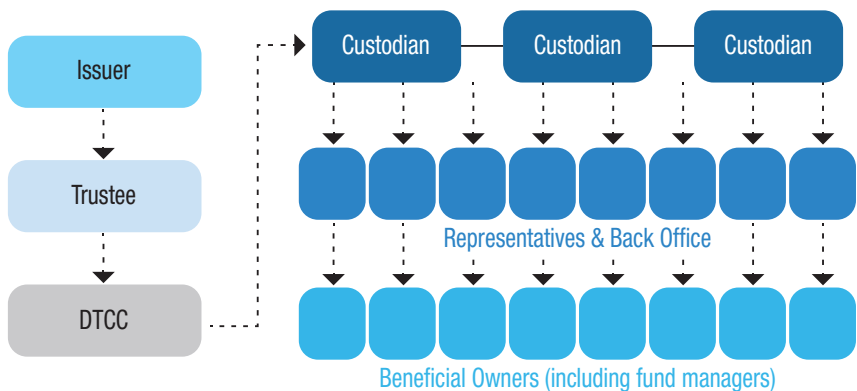 Issuer
Trustee
DTCC
Custodian
Custodian
Custodian
Representatives & Back Office
Beneficial Owners (including fund managers)